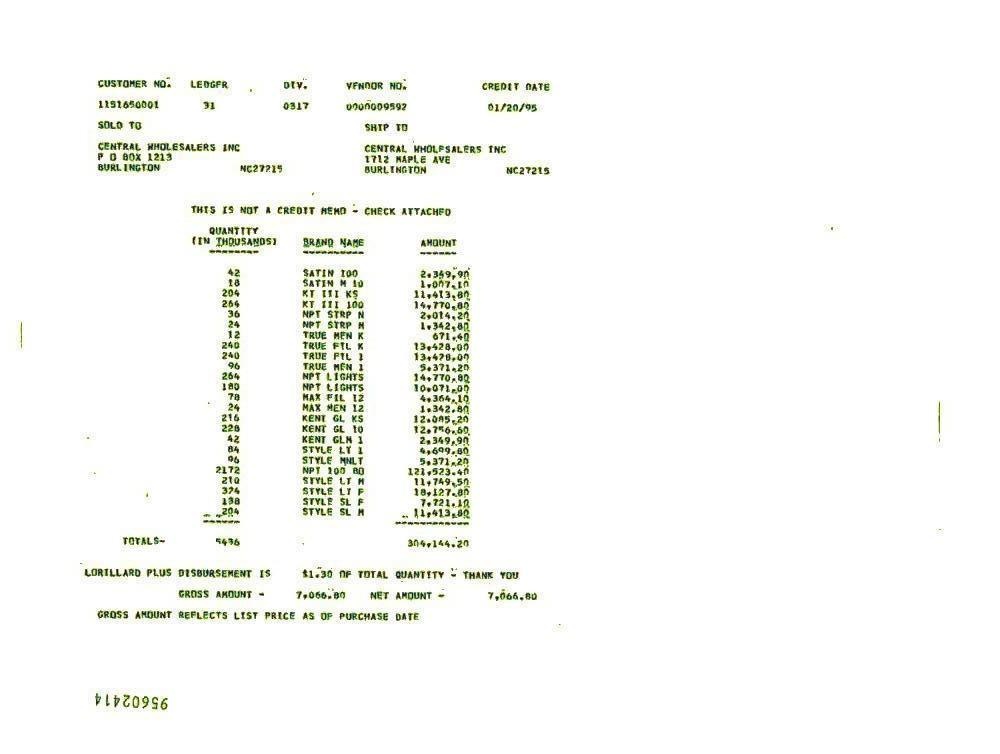 CUSTOMER NO. LEDGER DIV. VENDOR NO. CREDIT DATE
1151650001 31 0317 0000009592 01/20/95
SOLD TO SHIP TO
CENTRAL WHOLESALERS INC CENTRAL WHOLESALERS INC
P O BOX 1213 1712 MAPLE AVE
BURLINGTON NC27215 BURLINGTON NC27215
THIS IS NOT A CREDIT MEMO - CHECK ATTACHED
QUANTITY
(IN THOUSANDS) BRAND NAME AMOUNT
42 SATIN 100 2,349.90
18 SATIN M 10 1,007.10
204 KT III KS 11,413.80
264 KT III 100 14,770.80
36 NPT STRP N 2,014.20
24 NPT STRP M 1,342.80
12 TRUE MEN K 671.40
240 TRUE FIL K 13,428.00
240 TRUE FIL 1 13,428.00
96 TRUE MEN 1 5,371.20
264 NPT LIGHTS 14,770.80
180 NPT LIGHTS 10,071.00
78 MAX FIL 12 4,364.10
24 MAX MEN 12 1,342.80
216 KENT GL KS 12,085.20
228 KENT GL 10 12,756.60
42 KENT GLM 1 2,349.90
84 STYLE LT 1 4,699.80
96 STYLE MNLT 5,371.20
2172 NPT 100 BO 121,523.40
210 STYLE LT M 11,749.50
324 STYLE LT F 18,127.80
138 STYLE SL F 7,721.10
204 STYLE SL M 11,413.80
TOTALS- 5436 304,144.20
LORILLARD PLUS DISBURSEMENT IS $1.30 OF TOTAL QUANTITY - THANK YOU
GROSS AMOUNT - 7,066.80 NET AMOUNT - 7,066.80
GROSS AMOUNT REFLECTS LIST PRICE AS OF PURCHASE DATE
95602414